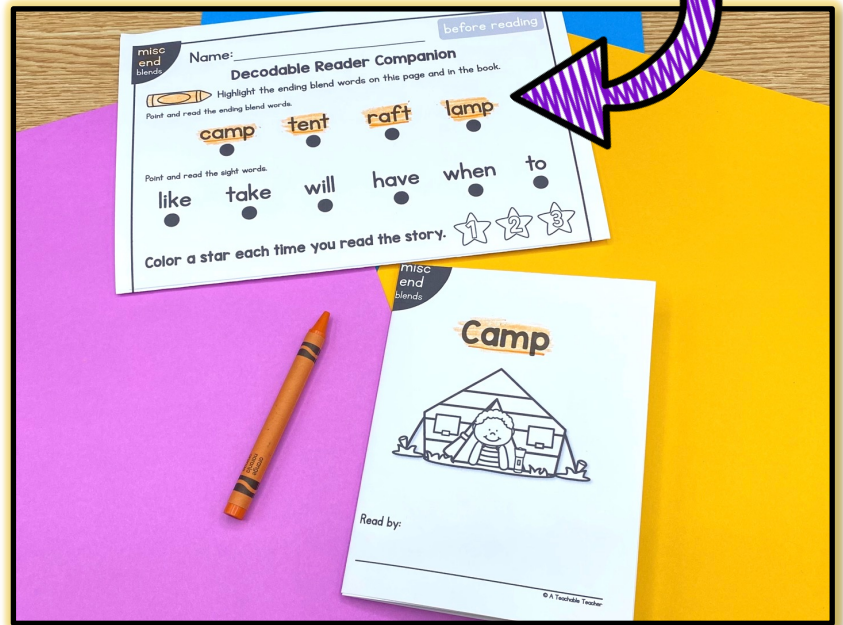 before reading
misc
end
blends
Name:
Decodable Reader Companion
Highlight the ending blend words on this page and in the book.
Point and read the ending blend words.
camp tent raft lamp
Point and read the sight words.
like take will have when to
Color a star each time you read the story. 1 2 3
misc
end
blends
Camp
Read by:
© A Teachable Teacher
orange